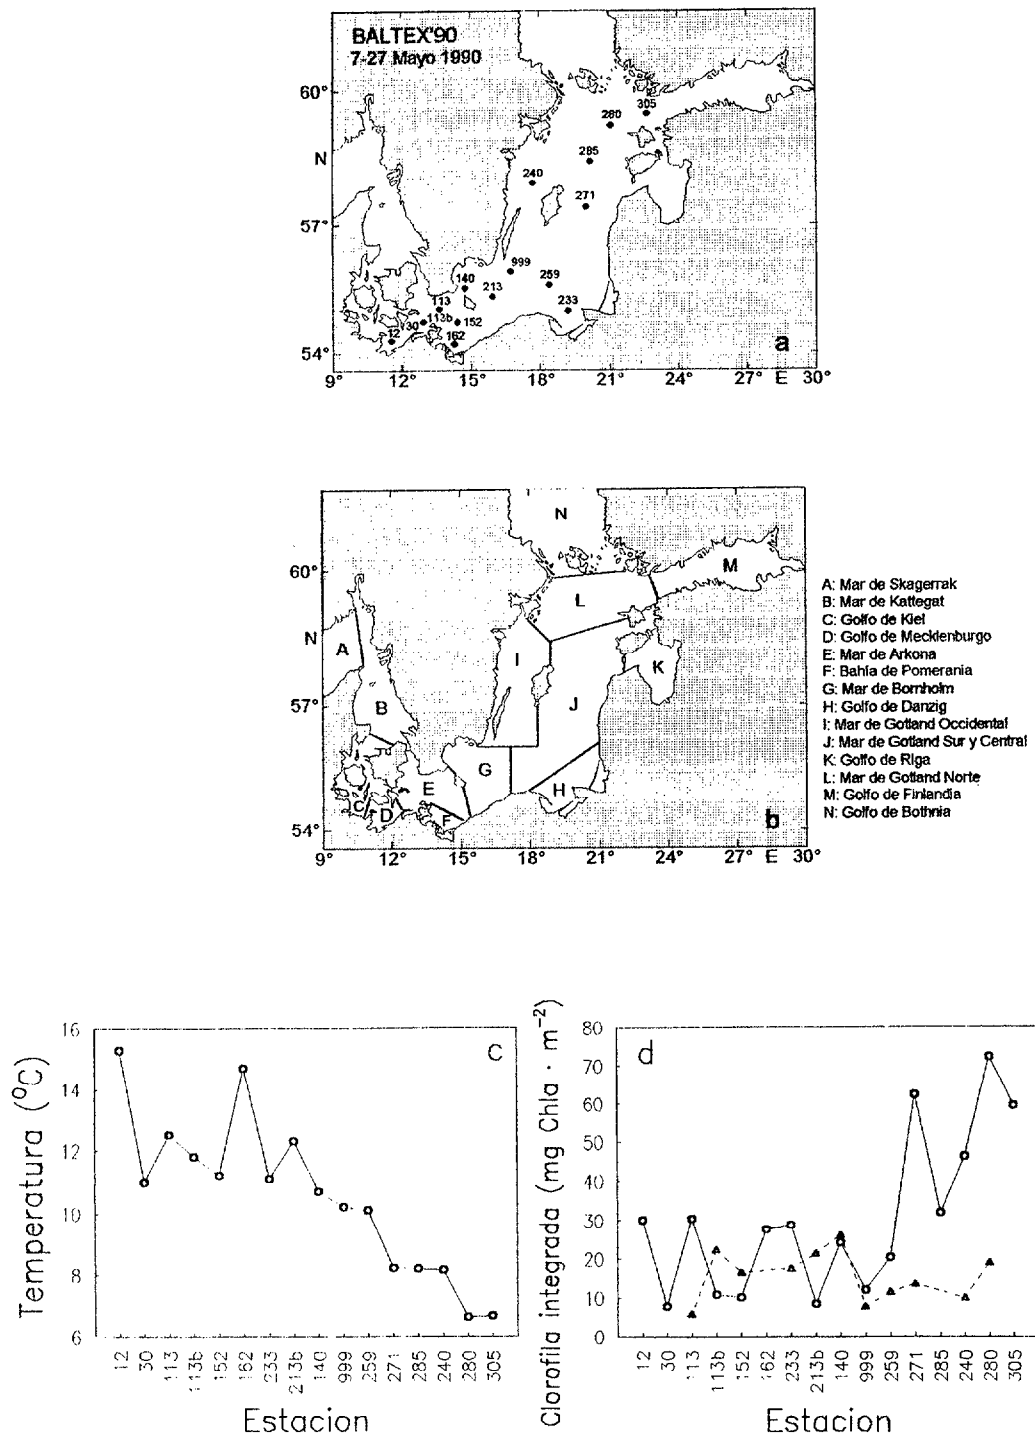 BALTEX'90
7-27 Mayo 1990
60°
N
57°
54°
305
280
285
240
271
999
259
140
213
233
113
113b
152
30
12
162
a
9° 12° 15° 18° 21° 24° 27° E 30°
N
M
60°
L
N
A
I
K
B
57°
J
G
E
H
C
D
F
54°
b
9° 12° 15° 18° 21° 24° 27° E 30°
A: Mar de Skagerrak
B: Mar de Kattegat
C: Golfo de Kiel
D: Golfo de Mecklenburgo
E: Mar de Arkona
F: Bahía de Pomerania
G: Mar de Bornholm
H: Golfo de Danzig
I: Mar de Gotland Occidental
J: Mar de Gotland Sur y Central
K: Golfo de Riga
L: Mar de Gotland Norte
M: Golfo de Finlandia
N: Golfo de Bothnia
c
Temperatura (ºC)
16
14
12
10
8
6
12 30 113 113b 152 162 233 213b 140 999 259 271 285 240 280 305
Estacion
d
Clorofila integrada (mg Chla · m⁻²)
80
70
60
50
40
30
20
10
0
12 30 113 113b 152 162 233 213b 140 999 259 271 285 240 280 305
Estacion